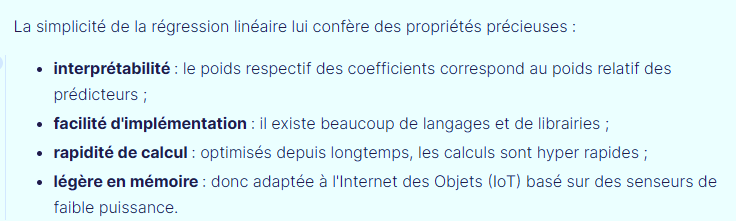 La simplicité de la régression linéaire lui confère des propriétés précieuses :
• interprétabilité : le poids respectif des coefficients correspond au poids relatif des
prédicteurs ;
• facilité d'implémentation : il existe beaucoup de langages et de librairies ;
• rapidité de calcul : optimisés depuis longtemps, les calculs sont hyper rapides ;
• légère en mémoire : donc adaptée à l'Internet des Objets (IoT) basé sur des senseurs de
faible puissance.